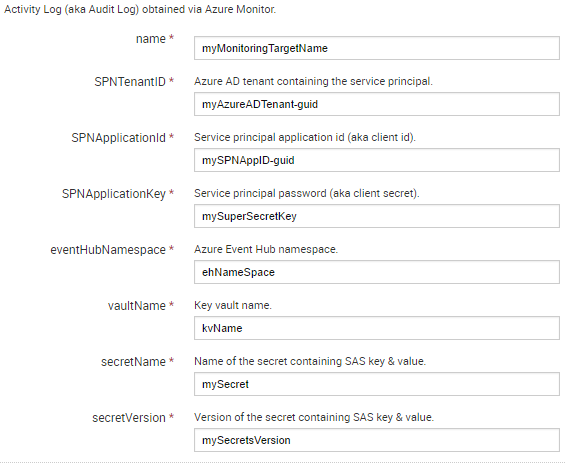 Activity Log (aka Audit Log) obtained via Azure Monitor.
name *
myMonitoringTargetName
SPNTenantID *
Azure AD tenant containing the service principal.
myAzureADTenant-guid
SPNApplicationId *
Service principal application id (aka client id).
mySPNAppID-guid
SPNApplicationKey *
Service principal password (aka client secret).
mySuperSecretKey
eventHubNamespace *
Azure Event Hub namespace.
ehNameSpace
vaultName *
Key vault name.
kvName
secretName *
Name of the secret containing SAS key & value.
mySecret
secretVersion *
Version of the secret containing SAS key & value.
mySecretsVersion